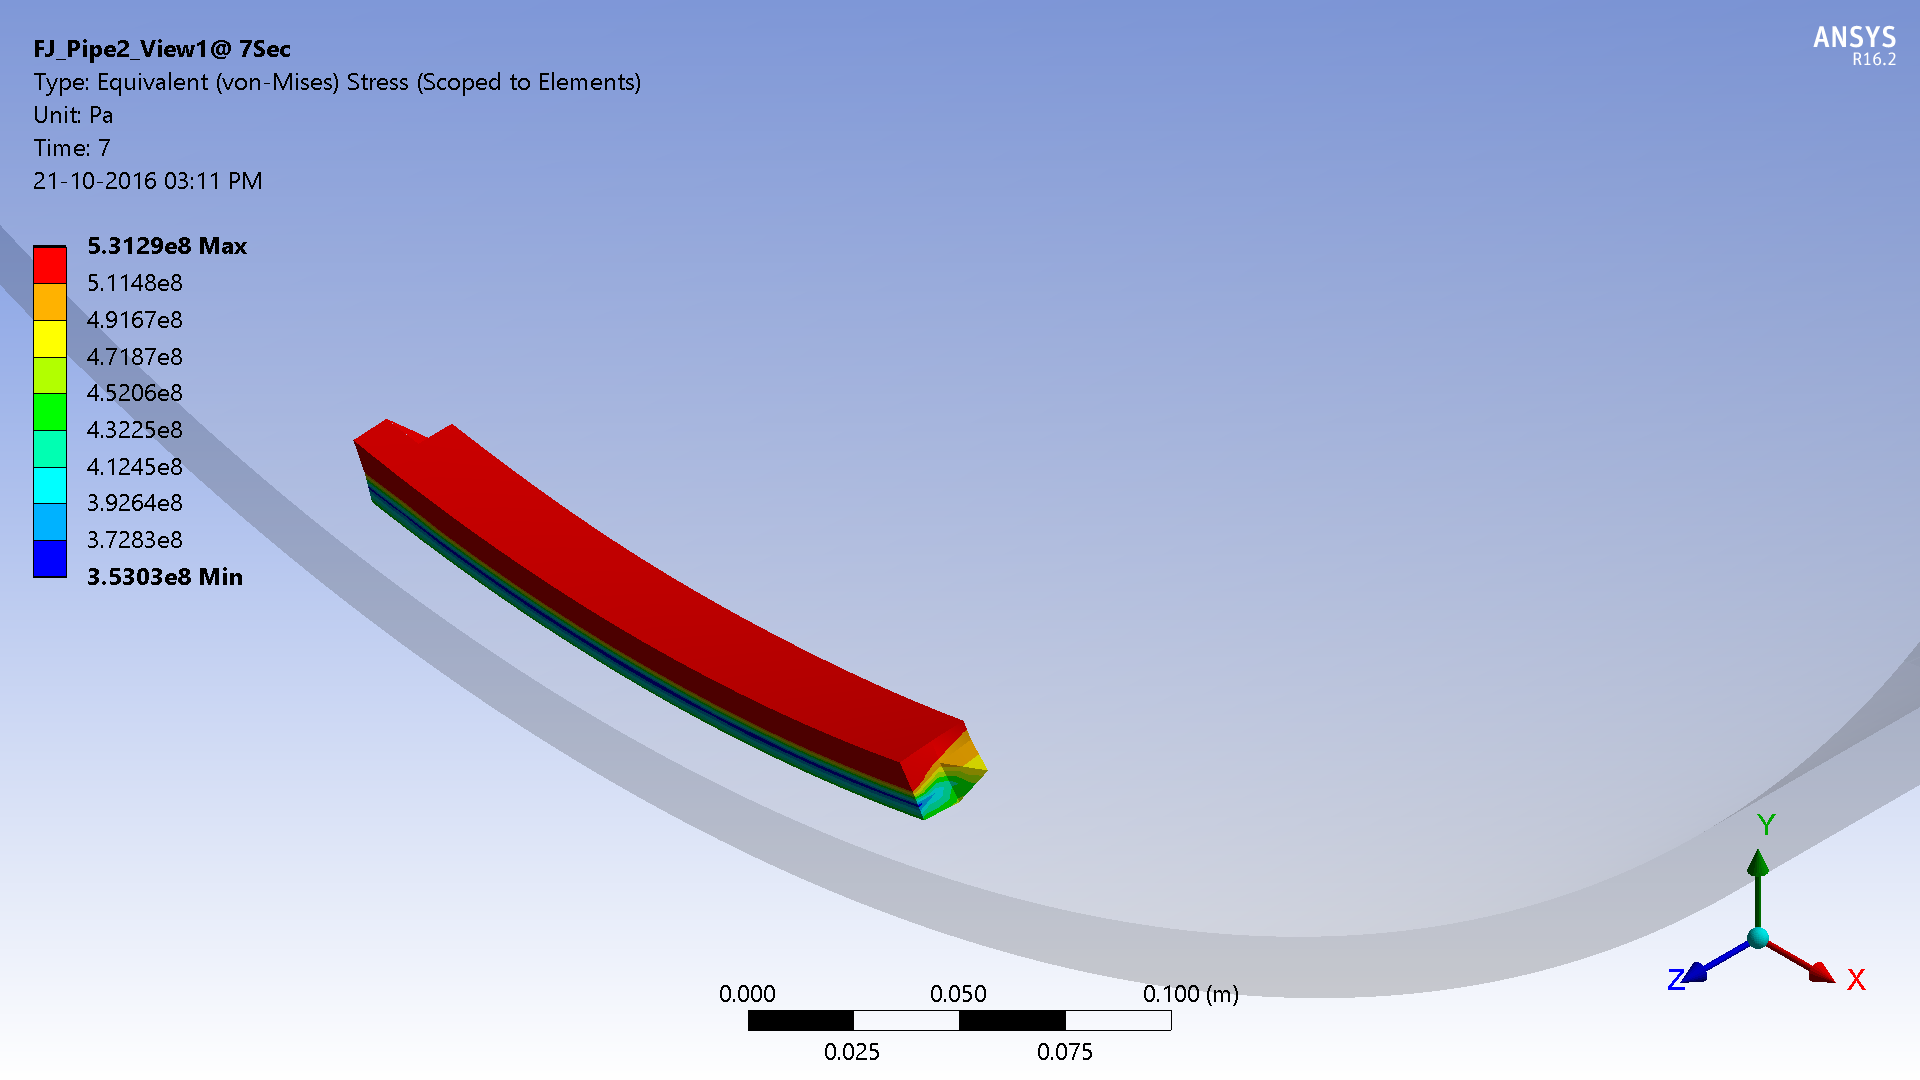 FJ_Pipe2_View1@ 7Sec
Type: Equivalent (von-Mises) Stress (Scoped to Elements)
Unit: Pa
Time: 7
21-10-2016 03:11 PM
ANSYS
R16.2
5.3129e8 Max
5.1148e8
4.9167e8
4.7187e8
4.5206e8
4.3225e8
4.1245e8
3.9264e8
3.7283e8
3.5303e8 Min
Y
Z X
0.000 0.050 0.100 (m)
0.025 0.075